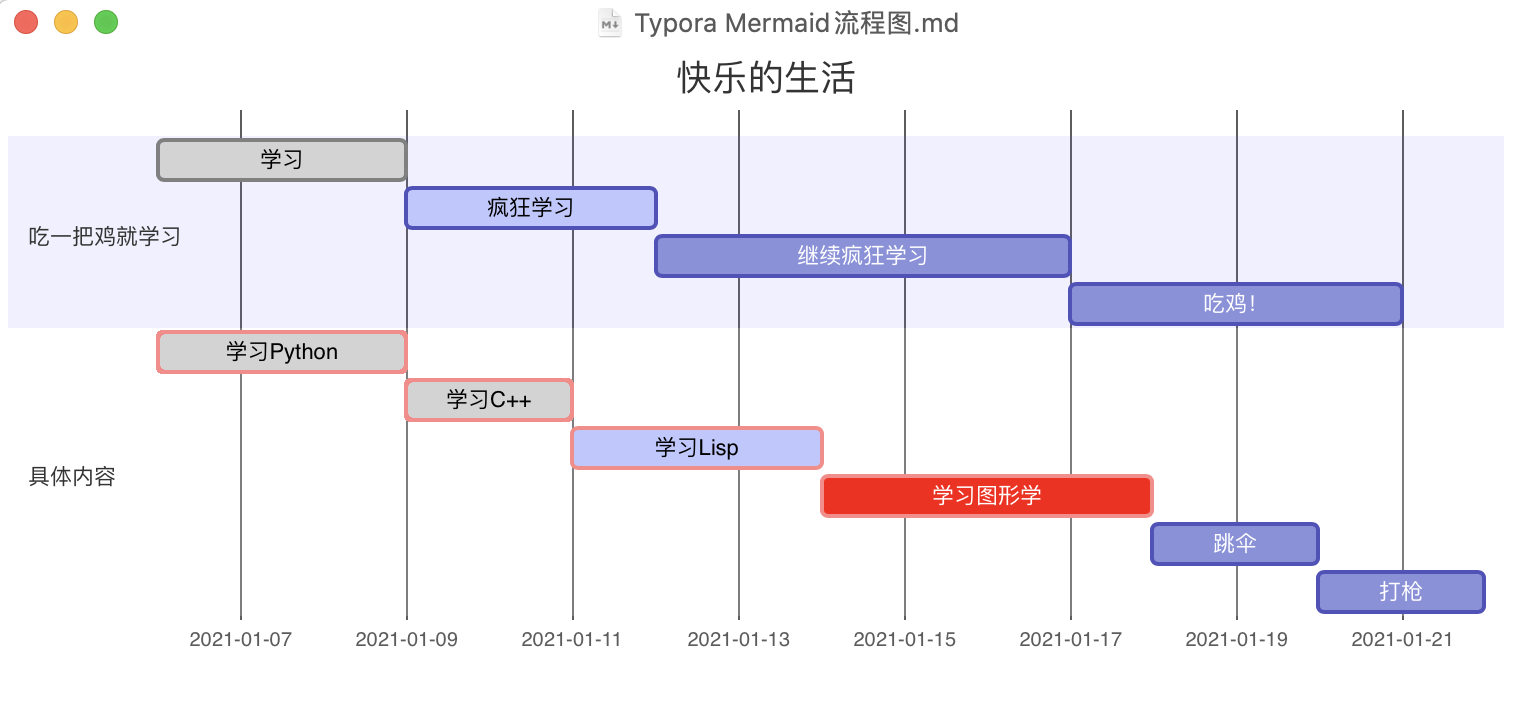 Typora Mermaid流程图.md
快乐的生活
学习
疯狂学习
吃一把鸡就学习
继续疯狂学习
吃鸡！
学习Python
学习C++
学习Lisp
具体内容
学习图形学
跳伞
打枪
2021-01-07 2021-01-09 2021-01-11 2021-01-13 2021-01-15 2021-01-17 2021-01-19 2021-01-21